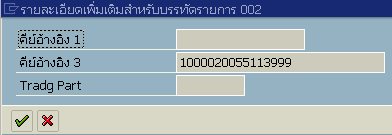 รายละเอียดเพิ่มเติมสำหรับบรรทัดรายการ 002
คีย์อ้างอิง 1
คีย์อ้างอิง 3 1000020055113999
Tradg Part